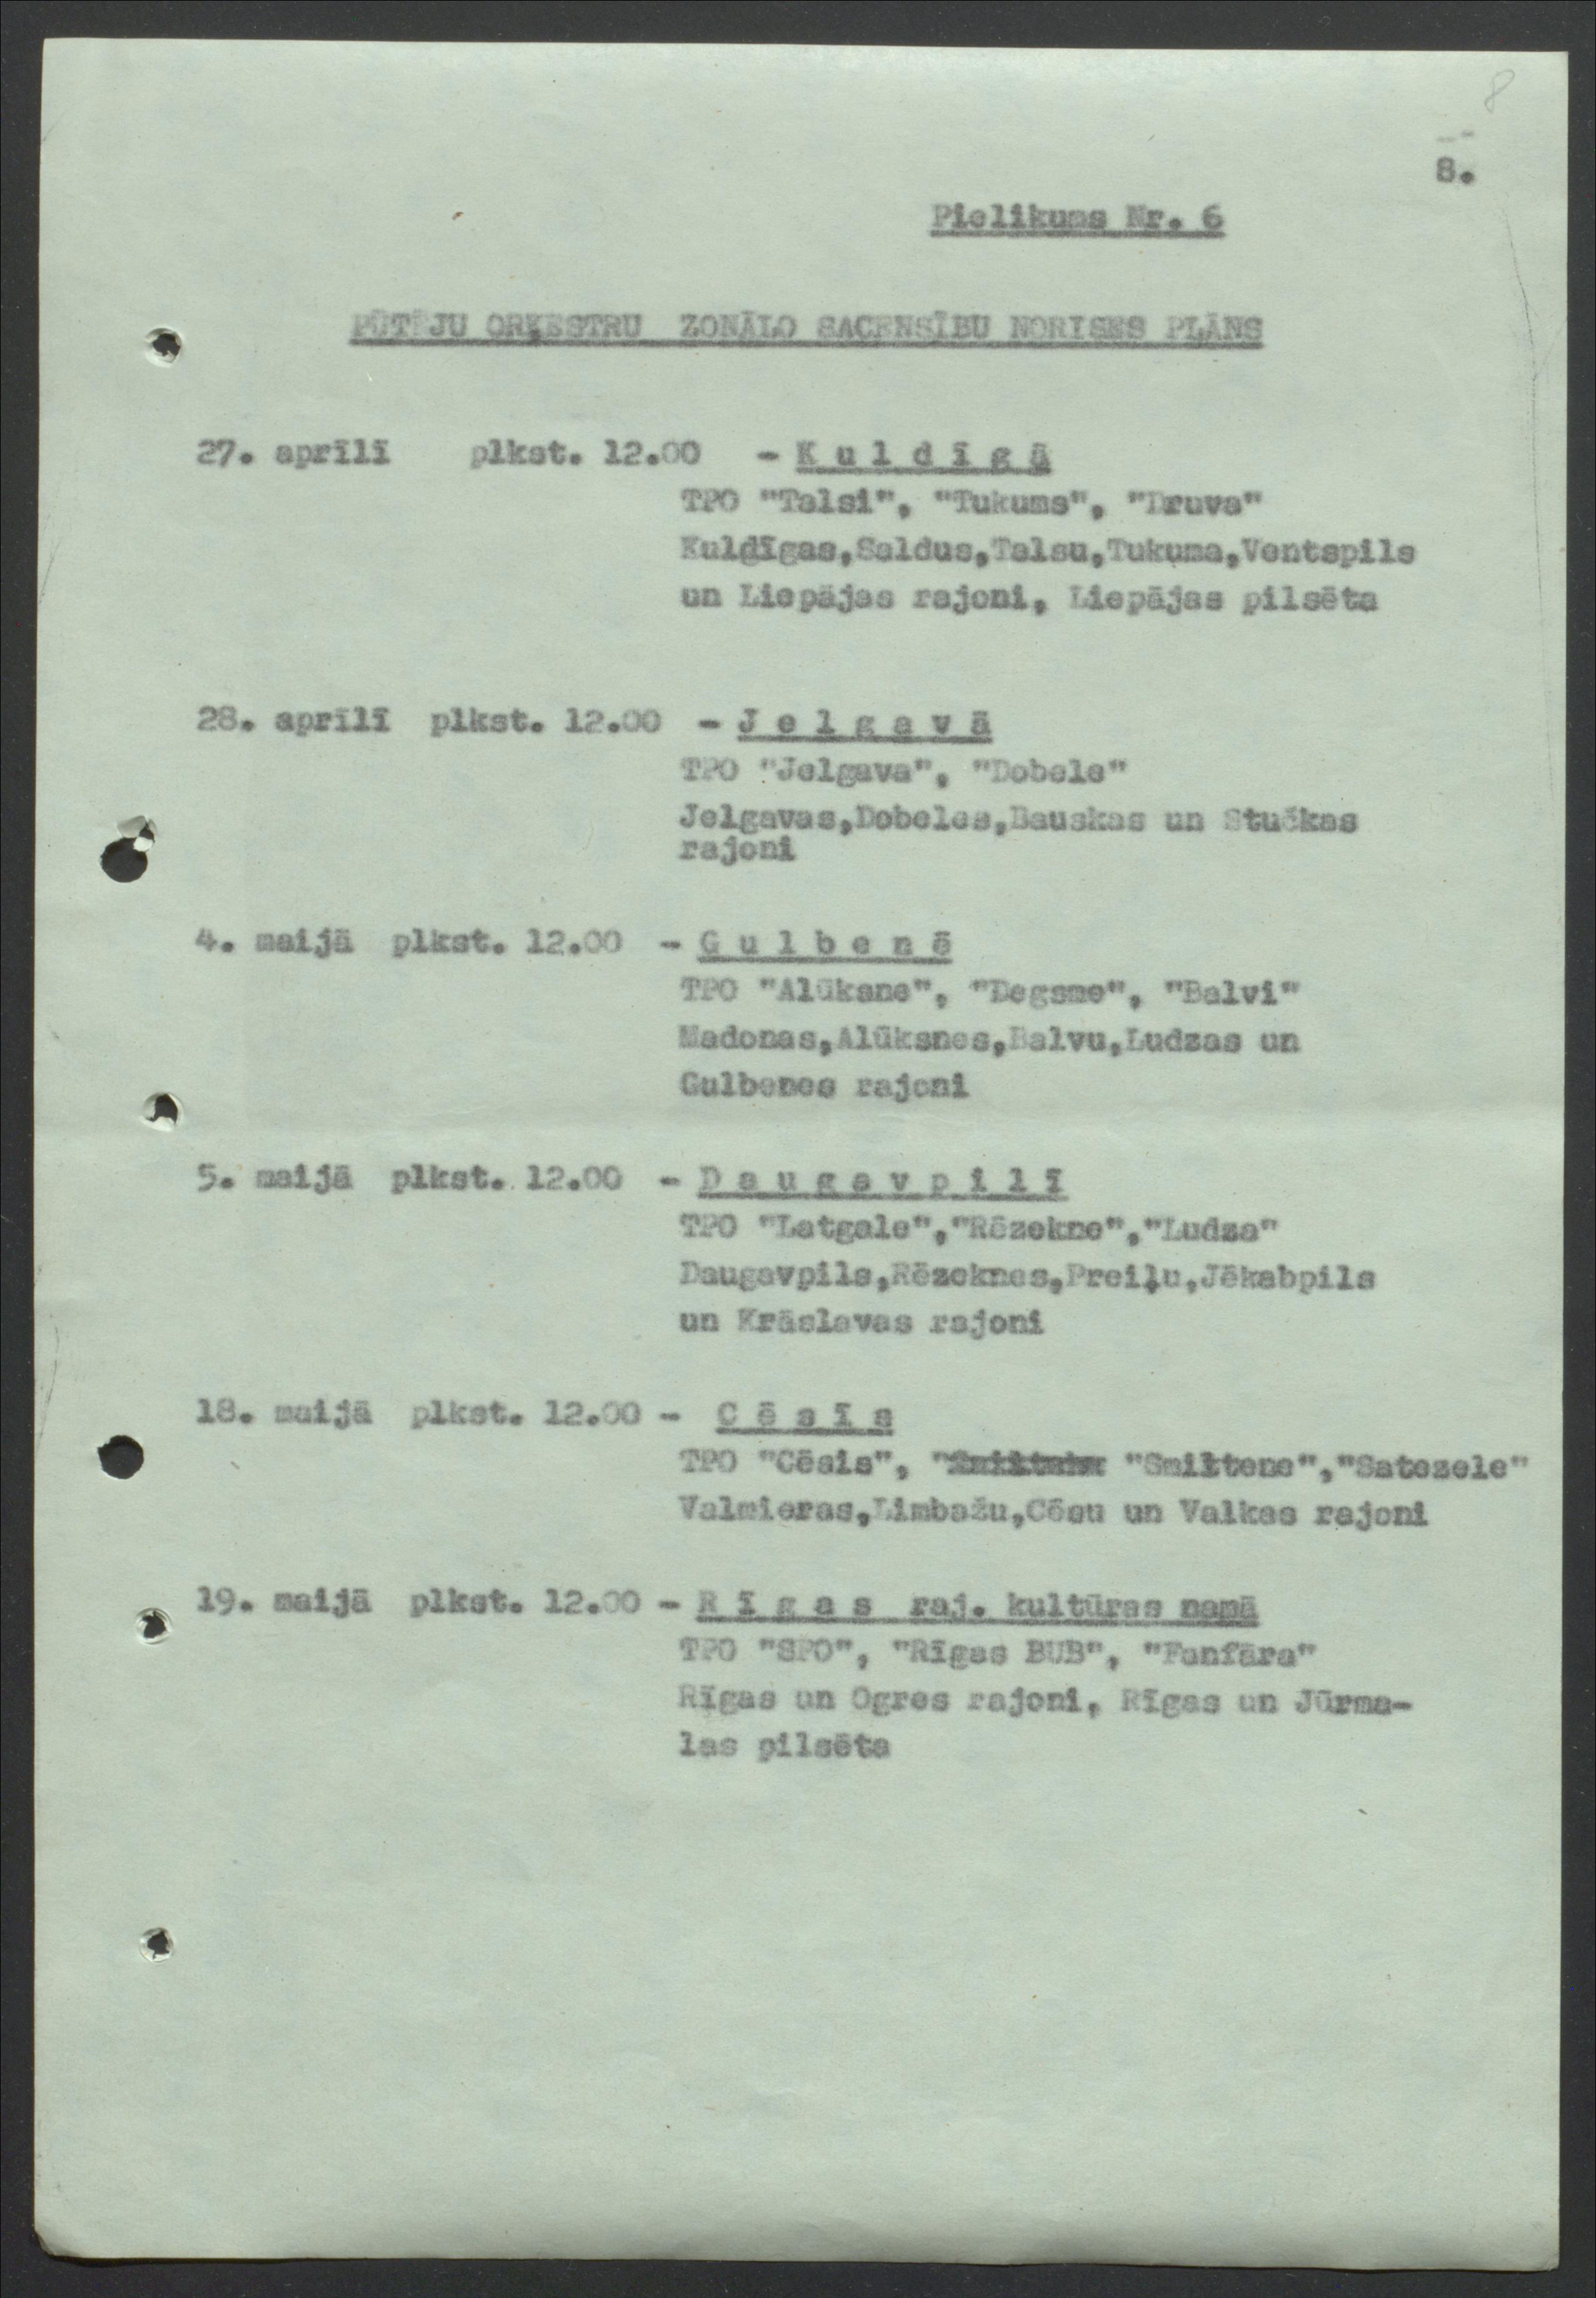 8
8.
Pielikums Nr. 6
PŪTĒJU ORĶESTRU ZONĀLO SACENSĪBU NORISES PLĀNS
27. aprīlī plkst. 12.00 - K u l d ī g ā
TPO "Talsi", "Tukums", "Druva"
Kuldīgas,Saldus,Talsu,Tukuma,Ventspils
un Liepājas rajoni, Liepājas pilsēta
28. aprīlī plkst. 12.00 - J e l g a v ā
TPO "Jelgava", "Dobele"
Jelgavas,Dobeles,Bauskas un Stučkas
rajoni
4. maijā plkst. 12.00 - G u l b e n ē
TPO "Alūksne", "Degsme", "Balvi"
Madonas,Alūksnes,Balvu,Ludzas un
Gulbenes rajoni
5. maijā plkst. 12.00 - D a u g a v p i l ī
TPO "Latgale","Rēzekne","Ludza"
Daugavpils,Rēzeknes,Preiļu,Jēkabpils
un Krāslavas rajoni
18. maijā plkst. 12.00 - C ē s ī s
TPO "Cēsis", "Smiltene","Satezele"
Valmieras,Limbažu,Cēsu un Valkas rajoni
19. maijā plkst. 12.00 - R ī g a s raj. kultūras namā
TPO "SPO", "Rīgas BUB", "Fanfāra"
Rīgas un Ogres rajoni, Rīgas un Jūrma-
las pilsēta